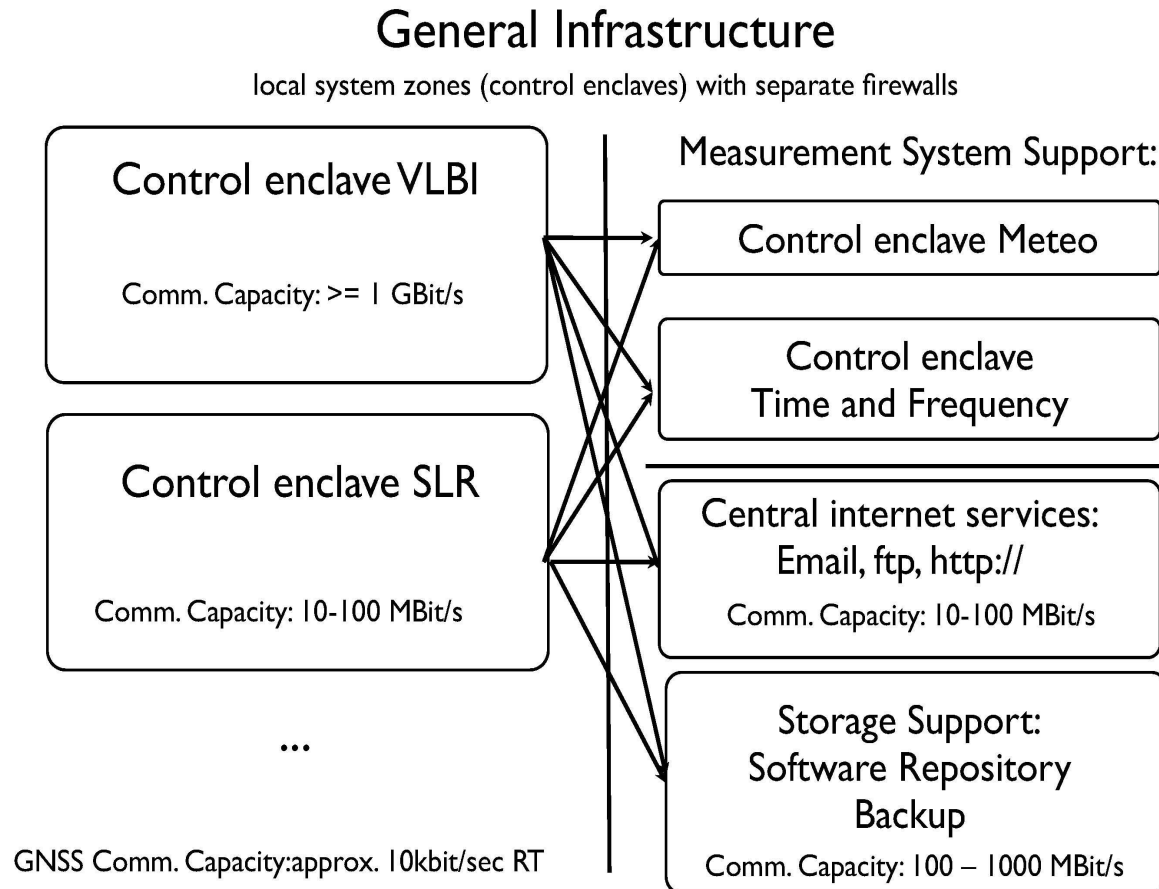 General Infrastructure
local system zones (control enclaves) with separate firewalls
Control enclave VLBI
Comm. Capacity: >= 1 GBit/s
Control enclave SLR
Comm. Capacity: 10-100 MBit/s
...
GNSS Comm. Capacity:approx. 10kbit/sec RT
Measurement System Support:
Control enclave Meteo
Control enclave
Time and Frequency
Central internet services:
Email, ftp, http://
Comm. Capacity: 10-100 MBit/s
Storage Support:
Software Repository
Backup
Comm. Capacity: 100 – 1000 MBit/s